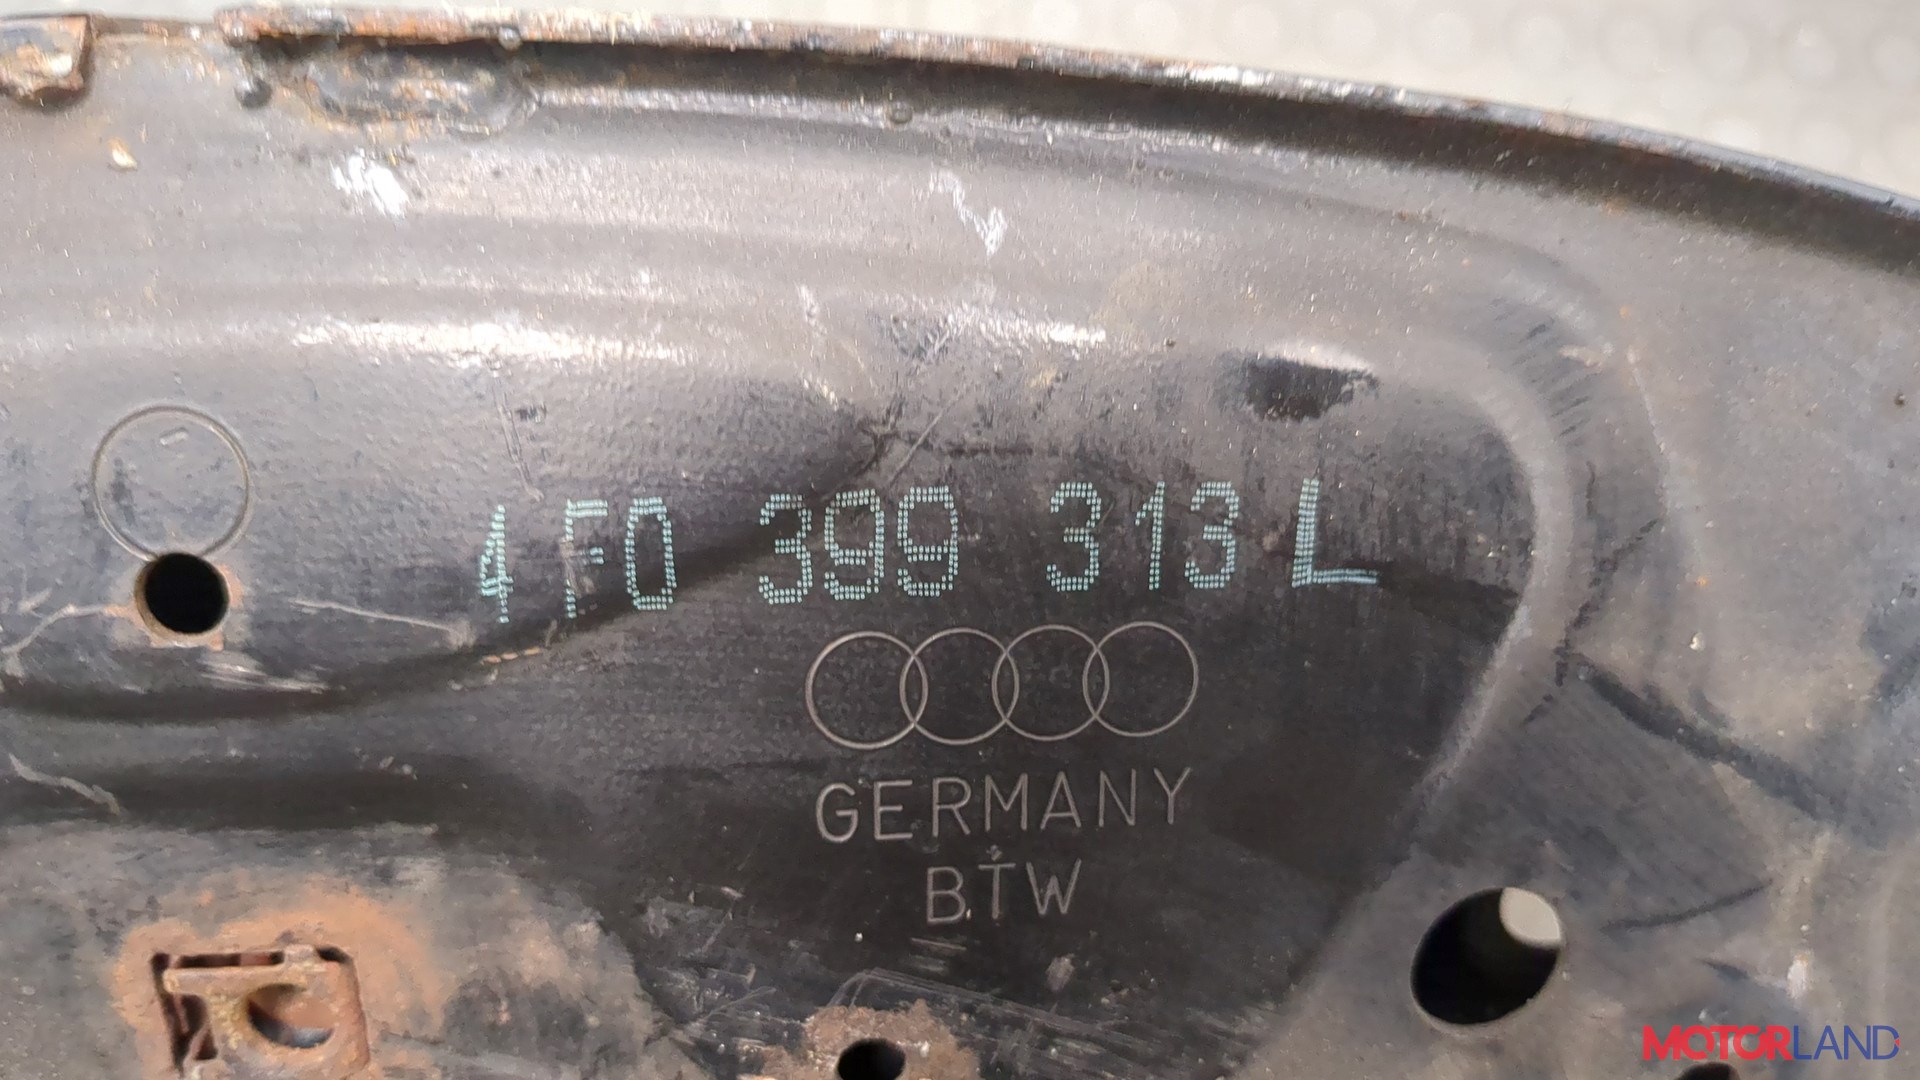 4F0 399 313 L
GERMANY
BTW
MOTORLAND